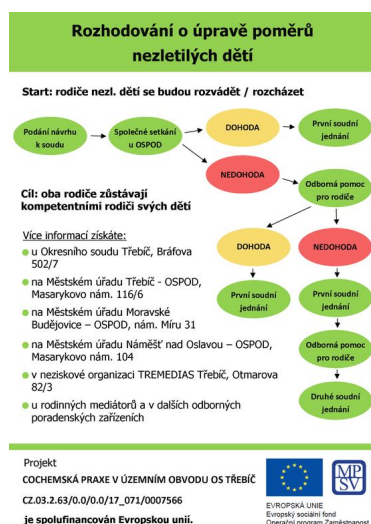 Rozhodování o úpravě poměrů
nezletilých dětí
Start: rodiče nezl. dětí se budou rozvádět / rozcházet
Podání návrhu
k soudu
Společné setkání
u OSPOD
DOHODA
První soudní
jednání
NEDOHODA
Odborná pomoc
pro rodiče
Cíl: oba rodiče zůstávají
kompetentními rodiči svých dětí
DOHODA
NEDOHODA
První soudní
jednání
První soudní
jednání
Odborná pomoc
pro rodiče
Druhé soudní
jednání
Více informací získáte:
u Okresního soudu Třebíč, Bráfova
502/7
na Městském úřadu Třebíč - OSPOD,
Masarykovo nám. 116/6
na Městském úřadu Moravské
Budějovice – OSPOD, nám. Míru 31
na Městském úřadu Náměšť nad Oslavou – OSPOD,
Masarykovo nám. 104
v neziskové organizaci TREMEDIAS Třebíč, Otmarova
82/3
u rodinných mediátorů a v dalších odborných
poradenských zařízeních
Projekt
COCHEMSKÁ PRAXE V ÚZEMNÍM OBVODU OS TŘEBÍČ
CZ.03.2.63/0.0/0.0/17_071/0007566
je spolufinancován Evropskou unií.
EVROPSKÁ UNIE
Evropský sociální fond
Operační program Zaměstnanost
MP
SV